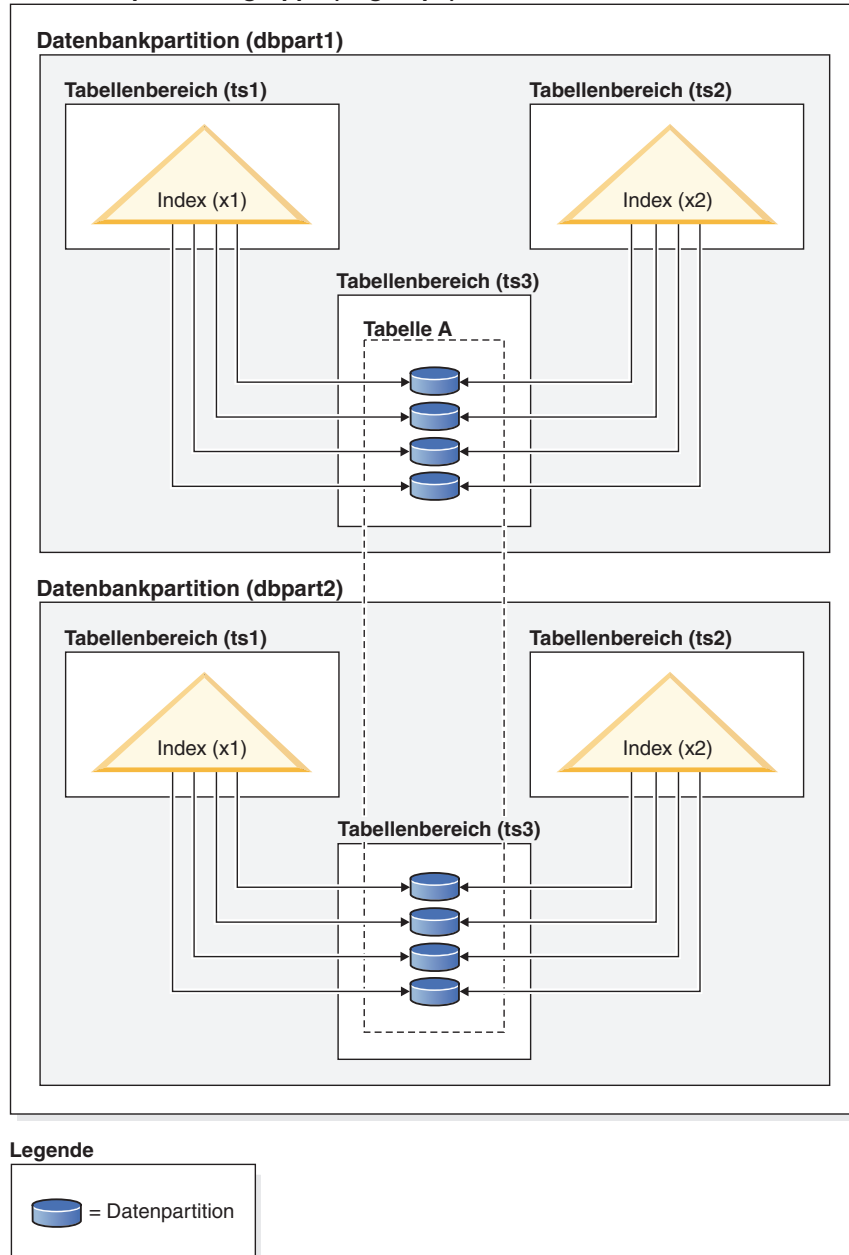 Datenbankpartition (dbpart1)
Tabellenbereich (ts1)
Tabellenbereich (ts2)
Index (x1)
Index (x2)
Tabellenbereich (ts3)
Tabelle A
Datenbankpartition (dbpart2)
Tabellenbereich (ts1)
Tabellenbereich (ts2)
Index (x1)
Index (x2)
Tabellenbereich (ts3)
Legende
= Datenpartition